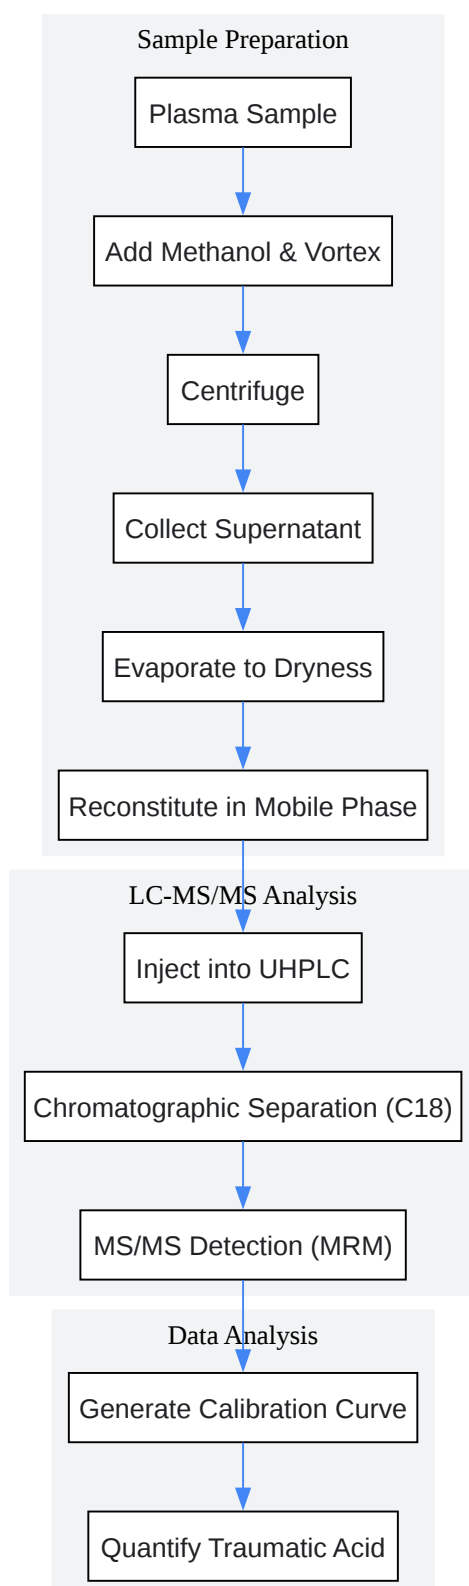 Sample Preparation
Plasma Sample
Add Methanol & Vortex
Centrifuge
Collect Supernatant
Evaporate to Dryness
Reconstitute in Mobile Phase
LC-MS/MS Analysis
Inject into UHPLC
Chromatographic Separation (C18)
MS/MS Detection (MRM)
Data Analysis
Generate Calibration Curve
Quantify Traumatic Acid